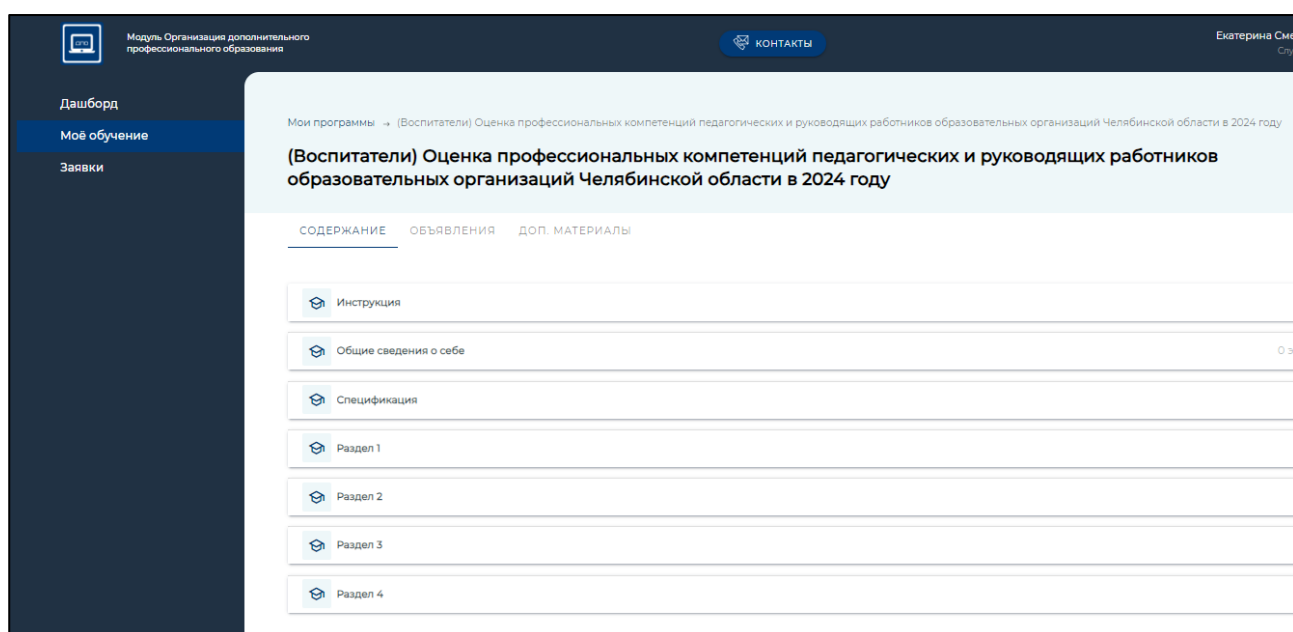 Модуль Организация дополнительного
профессионального образования
КОНТАКТЫ
Екатерина
Дашборд
Моё обучение
Заявки
Мои программы → (Воспитатели) Оценка профессиональных компетенций педагогических и руководящих работников образовательных организаций Челябинской области в 2024 году
(Воспитатели) Оценка профессиональных компетенций педагогических и руководящих работников
образовательных организаций Челябинской области в 2024 году
СОДЕРЖАНИЕ ОБЪЯВЛЕНИЯ ДОП. МАТЕРИАЛЫ
Инструкция
Общие сведения о себе
0
Спецификация
Раздел 1
Раздел 2
Раздел 3
Раздел 4